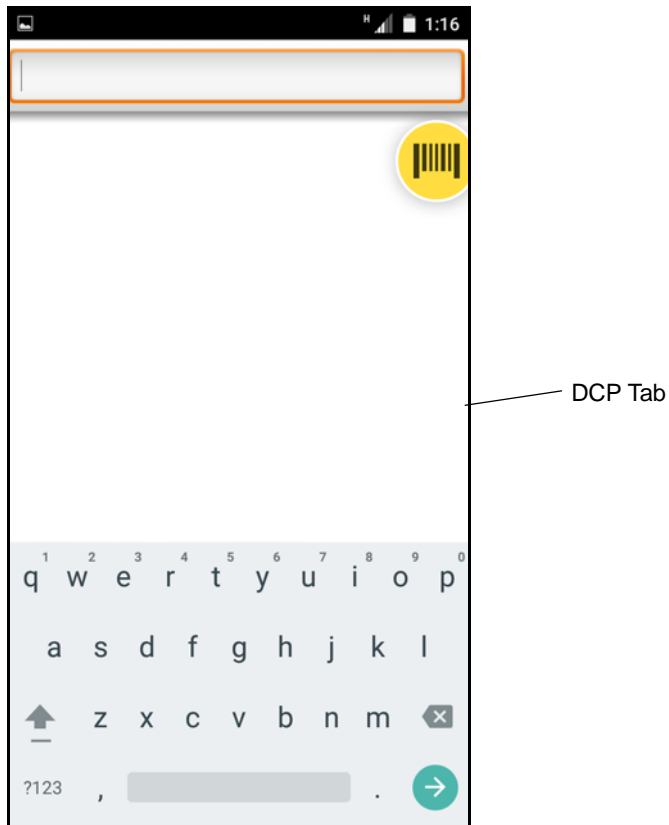 H 1:16
DCP Tab
1 2 3 4 5 6 7 8 9 0
q w e r t y u i o p
a s d f g h j k l
z x c v b n m
?123 , .